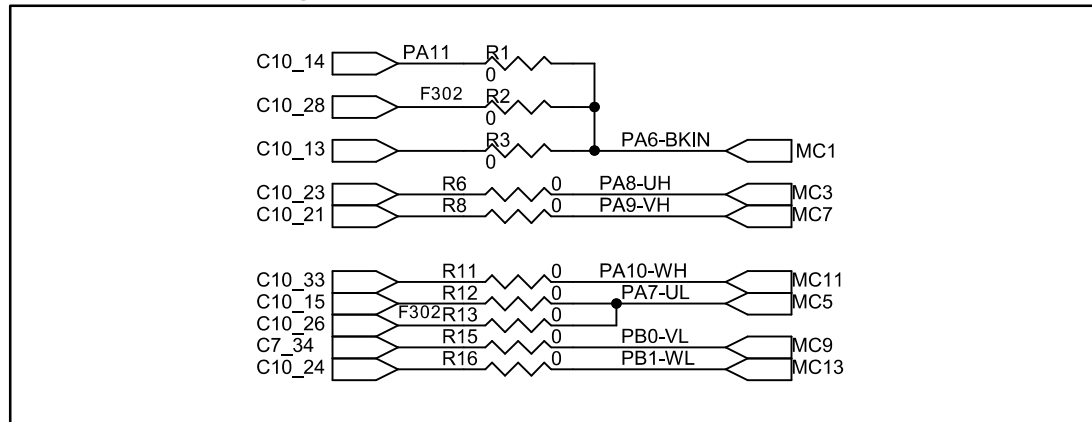 C10_14 PA11 R1
0
C10_28 F302 R2
0
C10_13 R3 PA6-BKIN MC1
0
C10_23 R6 0 PA8-UH MC3
C10_21 R8 0 PA9-VH MC7
C10_33 R11 0 PA10-WH MC11
C10_15 R12 0 PA7-UL MC5
C10_26 F302 R13 0
C7_34 R15 0 PB0-VL MC9
C10_24 R16 0 PB1-WL MC13